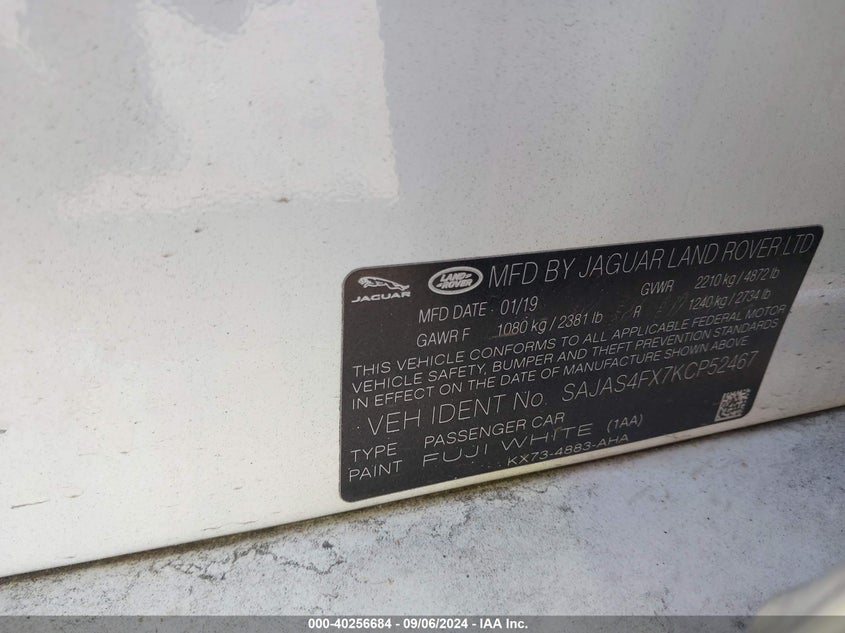 JAGUAR
LAND ROVER
MFD BY JAGUAR LAND ROVER LTD
MFD DATE 01/19 GVWR 2210 kg / 4872 lb
GAWR F 1080 kg / 2381 lb R 1240 kg / 2734 lb
THIS VEHICLE CONFORMS TO ALL APPLICABLE FEDERAL MOTOR
VEHICLE SAFETY, BUMPER AND THEFT PREVENTION STANDARDS
IN EFFECT ON THE DATE OF MANUFACTURE SHOWN ABOVE
VEH IDENT No. SAJAS4FX7KCP52467
TYPE PASSENGER CAR
PAINT FUJI WHITE (1AA)
KX73-4883-AHA
000-40256684 - 09/06/2024 - IAA Inc.